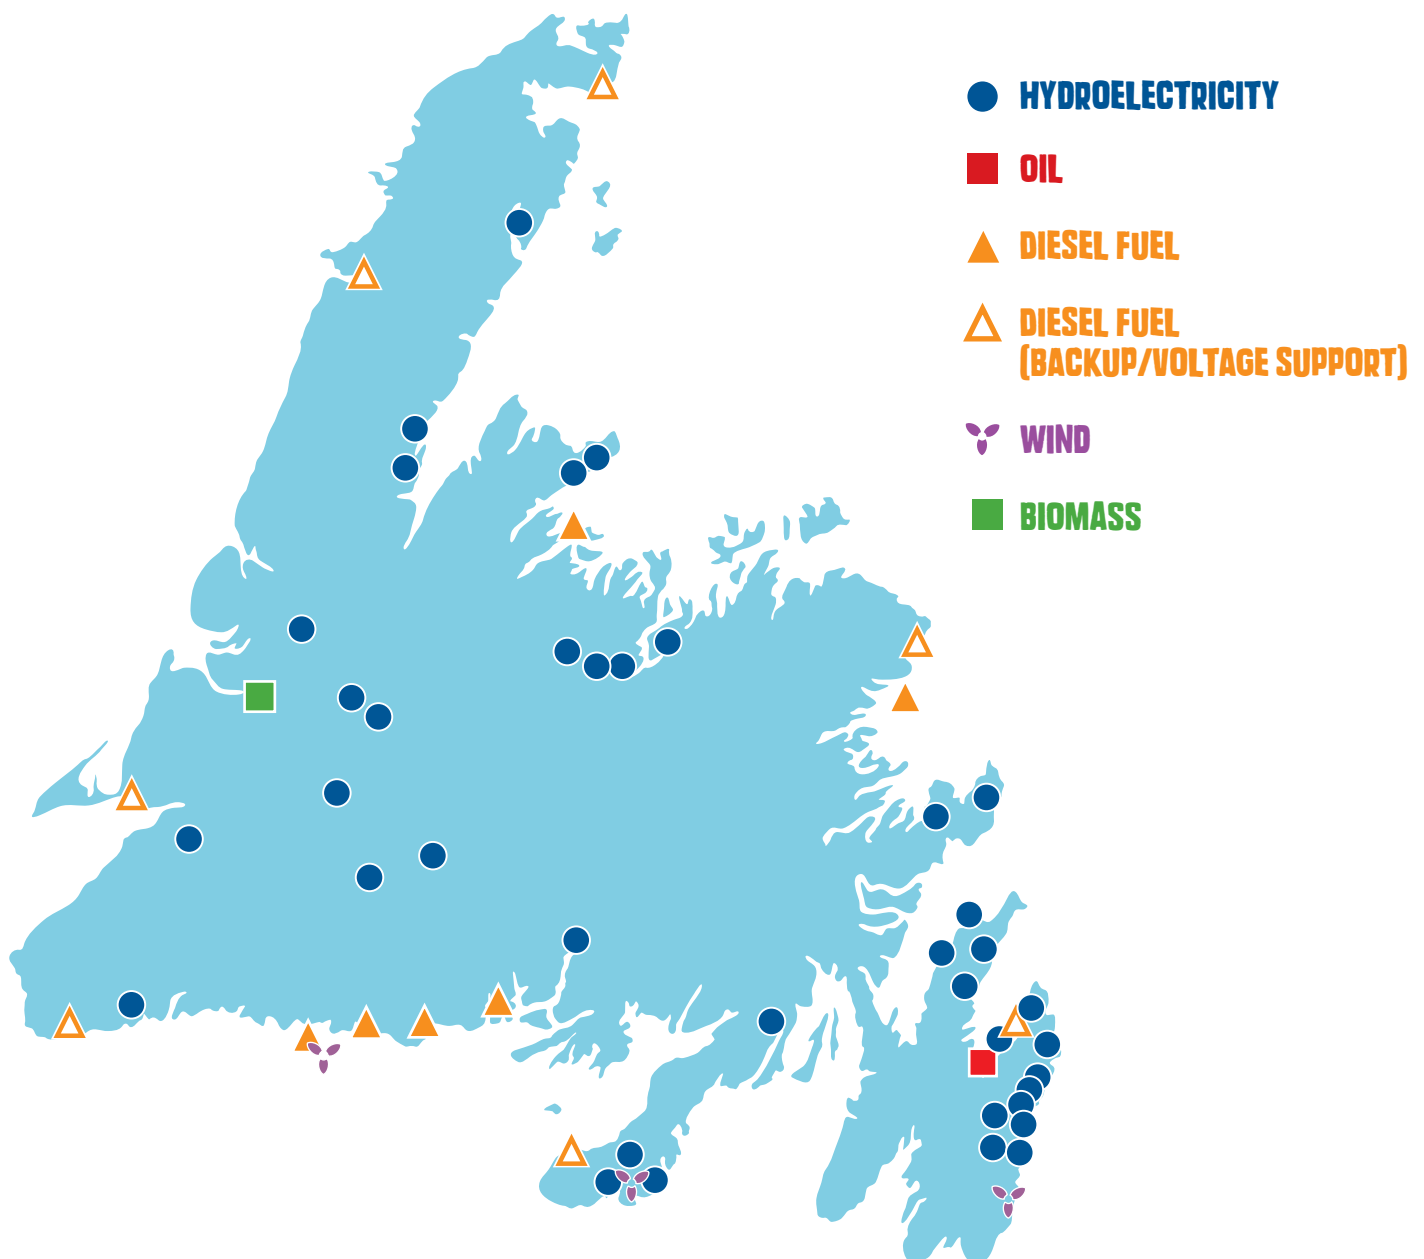 HYDROELECTRICITY
OIL
DIESEL FUEL
DIESEL FUEL
(BACKUP/VOLTAGE SUPPORT)
WIND
BIOMASS